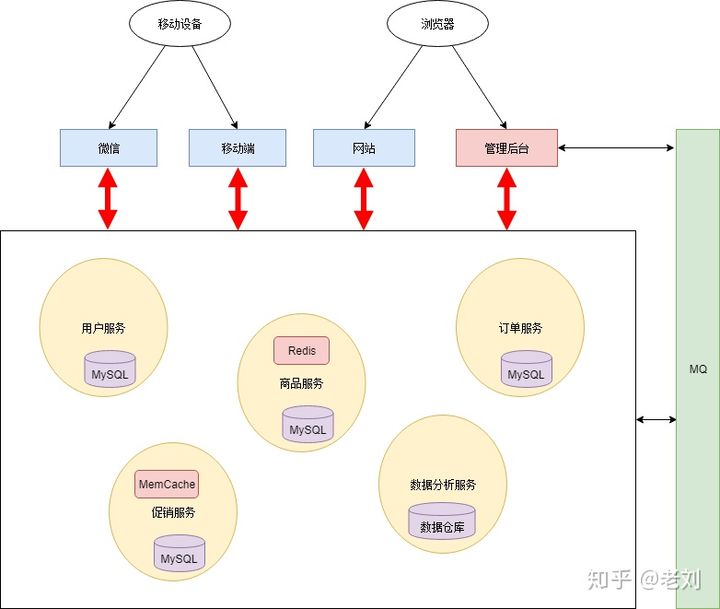 移动设备
浏览器
微信
移动端
网站
管理后台
用户服务
MySQL
Redis
商品服务
MySQL
订单服务
MySQL
MQ
MemCache
促销服务
MySQL
数据分析服务
数据仓库
知乎 @老刘